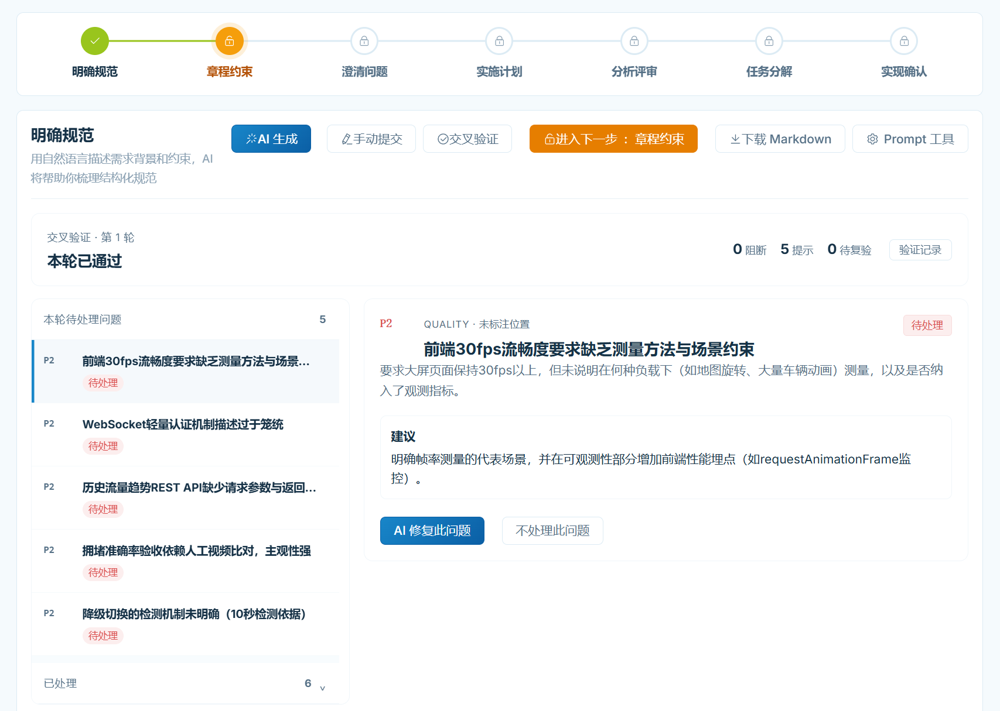 明确规范
章程约束
澄清问题
实施计划
分析评审
任务分解
实现确认
明确规范
用自然语言描述需求背景和约束，AI
将帮助你梳理结构化规范
AI 生成
手动提交
交叉验证
进入下一步 ： 章程约束
下载 Markdown
Prompt 工具
交叉验证 · 第 1 轮
本轮已通过
0 阻断
5 提示
0 待复验
验证记录
本轮待处理问题 5
P2 前端30fps流畅度要求缺乏测量方法与场景...
待处理
P2 WebSocket轻量认证机制描述过于笼统
待处理
P2 历史流量趋势REST API缺少请求参数与返回...
待处理
P2 拥堵准确率验收依赖人工视频比对，主观性强
待处理
P2 降级切换的检测机制未明确（10秒检测依据）
待处理
已处理 6
P2 QUALITY · 未标注位置
待处理
前端30fps流畅度要求缺乏测量方法与场景约束
要求大屏页面保持30fps以上，但未说明在何种负载下（如地图旋转、大量车辆动画）测量，以及是否纳
入了观测指标。
建议
明确帧率测量的代表场景，并在可观测性部分增加前端性能埋点（如requestAnimationFrame监
控）。
AI 修复此问题
不处理此问题